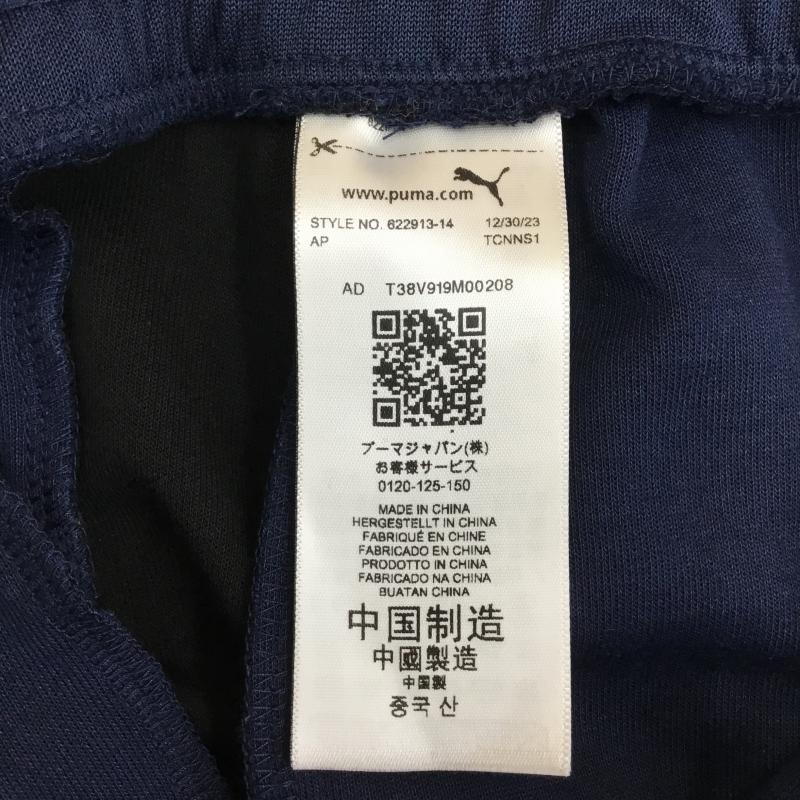 www.puma.com
STYLE NO. 622913-14 12/30/23
AP TCNNS1
AD T38V919M00208
プーマジャパン(株)
お客様サービス
0120-125-150
MADE IN CHINA
HERGESTELLT IN CHINA
FABRIQUÉ EN CHINE
FABRICADO EN CHINA
PRODOTTO IN CHINA
FABRICADO NA CHINA
BUATAN CHINA
中国制造
中國製造
中国製
중국 산